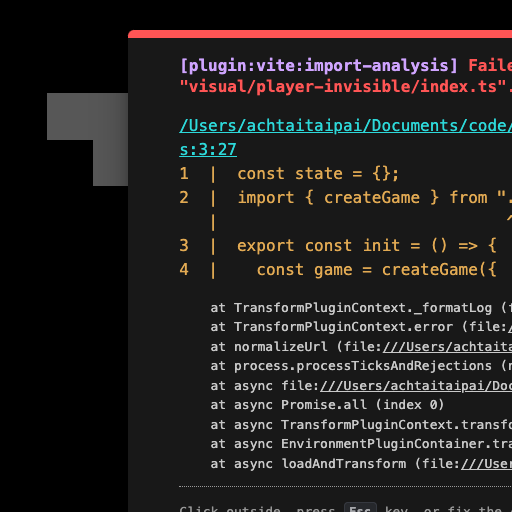 [plugin:vite:import-analysis] Faile
"visual/player-invisible/index.ts".
/Users/achtaitaipai/Documents/code/
s:3:27
1  |  const state = {};
2  |  import { createGame } from ".
   |                              ^
3  |  export const init = () => {
4  |    const game = createGame({
at TransformPluginContext._formatLog (f
at TransformPluginContext.error (file:/
at normalizeUrl (file:///Users/achtaita
at process.processTicksAndRejections (n
at async file:///Users/achtaitaipai/Doc
at async Promise.all (index 0)
at async TransformPluginContext.transfo
at async EnvironmentPluginContainer.tra
at async loadAndTransform (file:///User
Click outside, press Esc key, or fix the